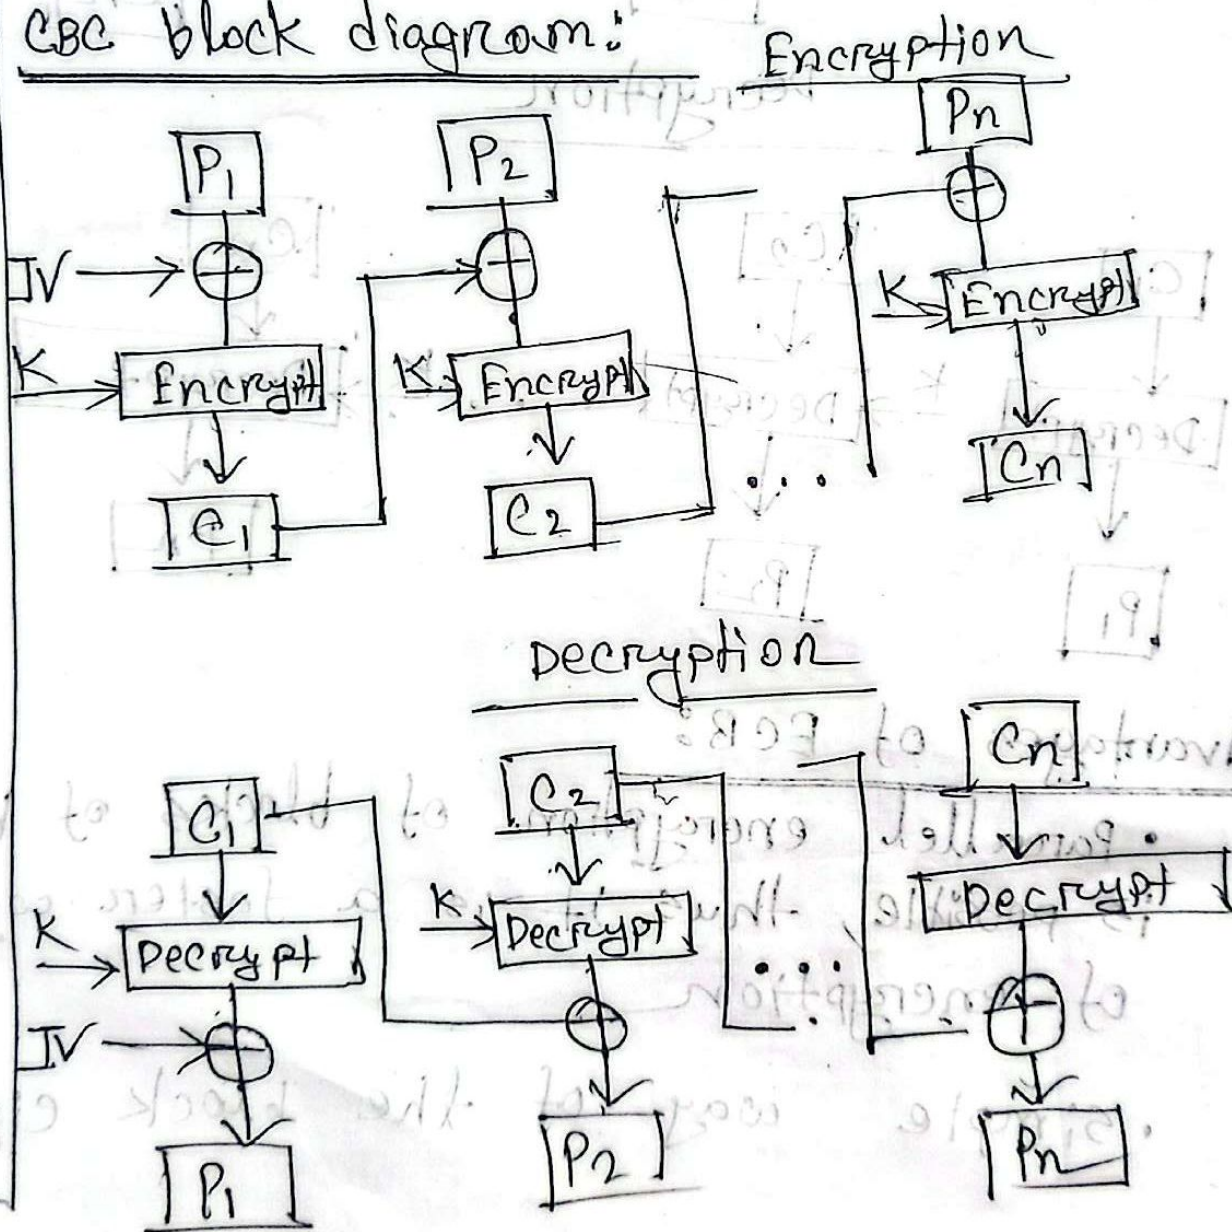 CBC block diagram:
Encryption
P1 P2 Pn
IV
K Encrypt K Encrypt K Encrypt
C1 C2 ... Cn
Decryption
C1 C2 Cn
K Decrypt K Decrypt ... Decrypt
IV
P1 P2 Pn